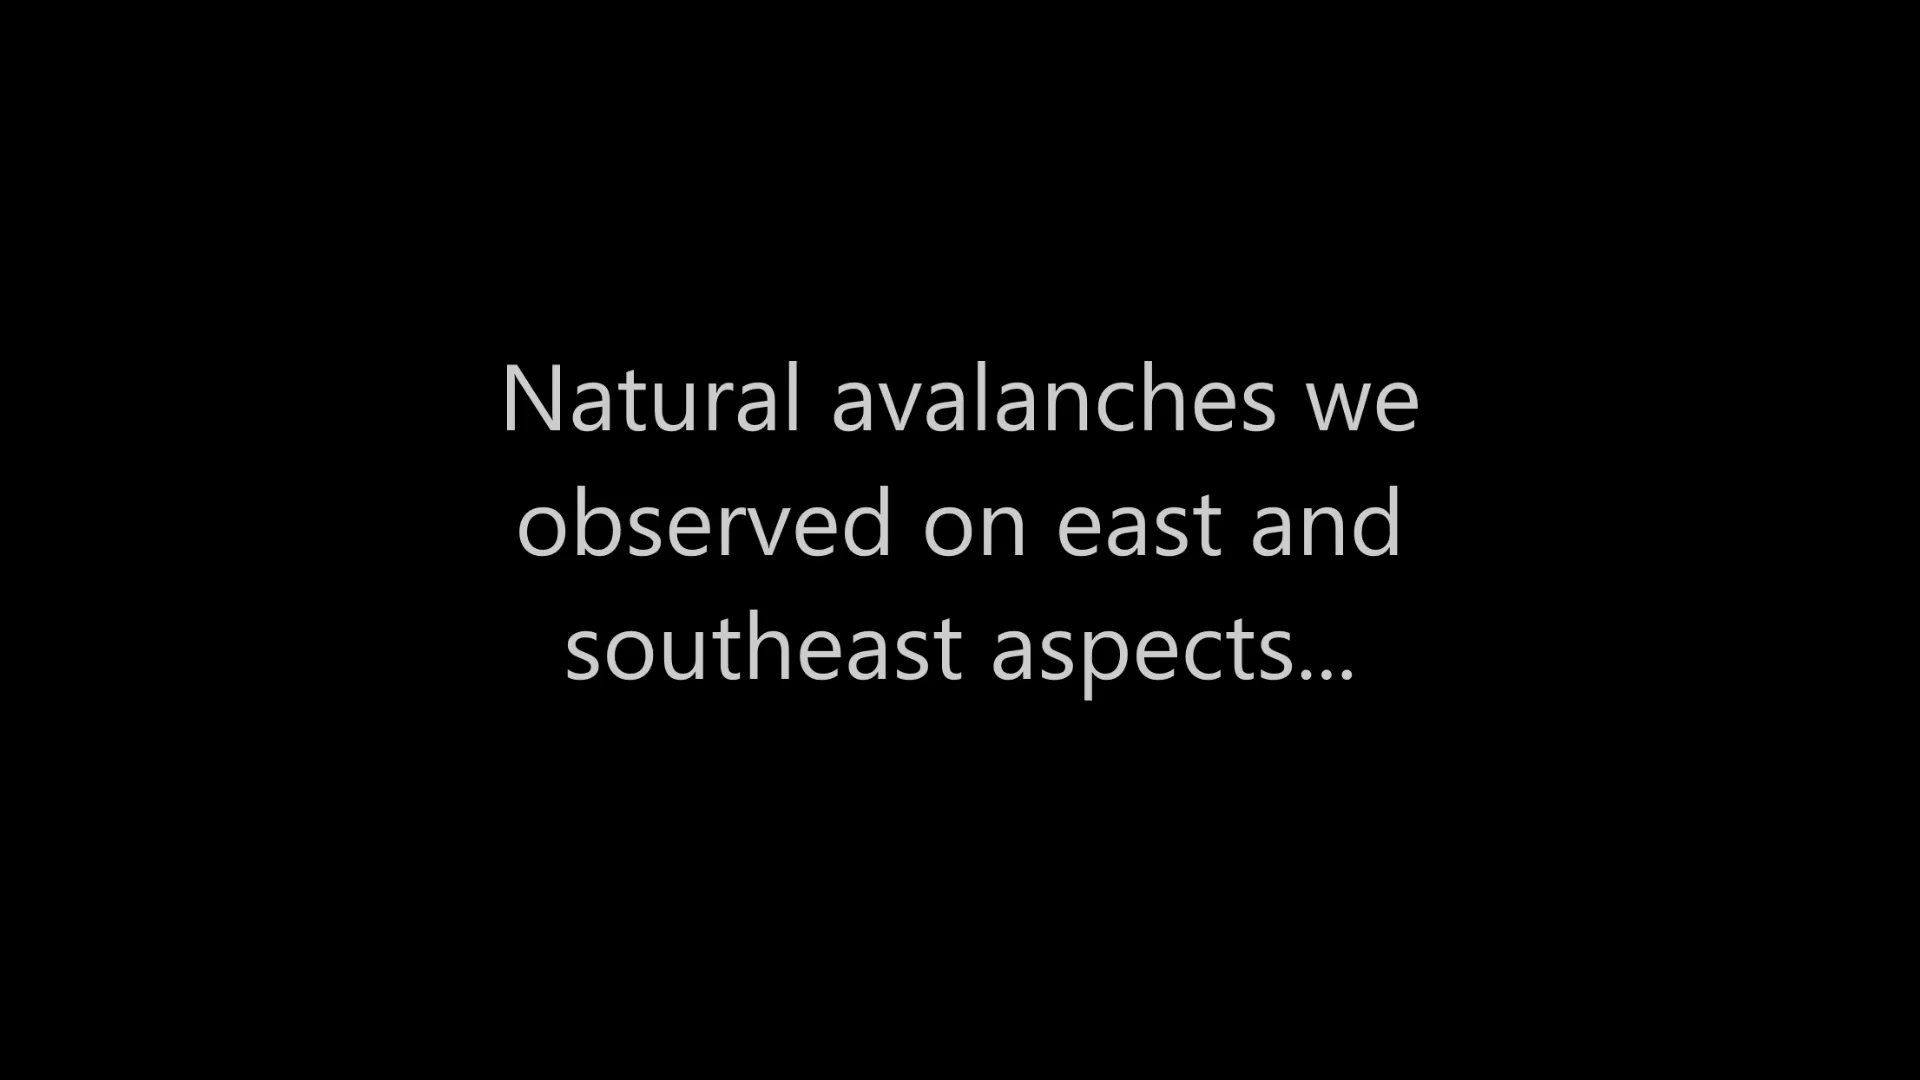 Natural avalanches we
observed on east and
southeast aspects...